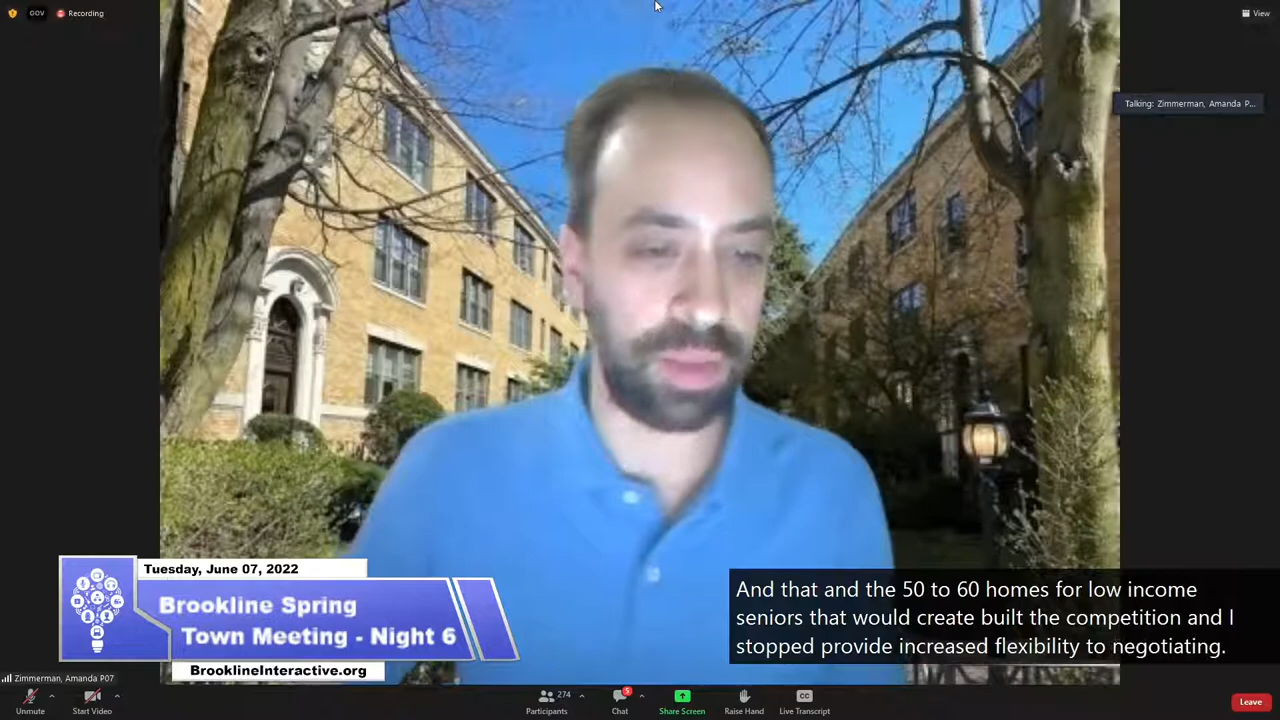 GOV
Recording
View
Talking: Zimmerman, Amanda P...
Tuesday, June 07, 2022
Brookline Spring
Town Meeting - Night 6
BrooklineInteractive.org
And that and the 50 to 60 homes for low income
seniors that would create built the competition and I
stopped provide increased flexibility to negotiating.
Zimmerman, Amanda P07
Unmute
Start Video
274
Participants
5
Chat
Share Screen
Raise Hand
CC
Live Transcript
Leave